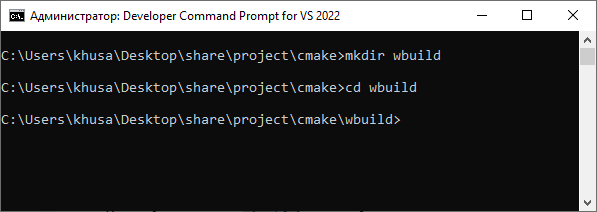 Администратор: Developer Command Prompt for VS 2022
C:\Users\khusa\Desktop\share\project\cmake>mkdir wbuild
C:\Users\khusa\Desktop\share\project\cmake>cd wbuild
C:\Users\khusa\Desktop\share\project\cmake\wbuild>